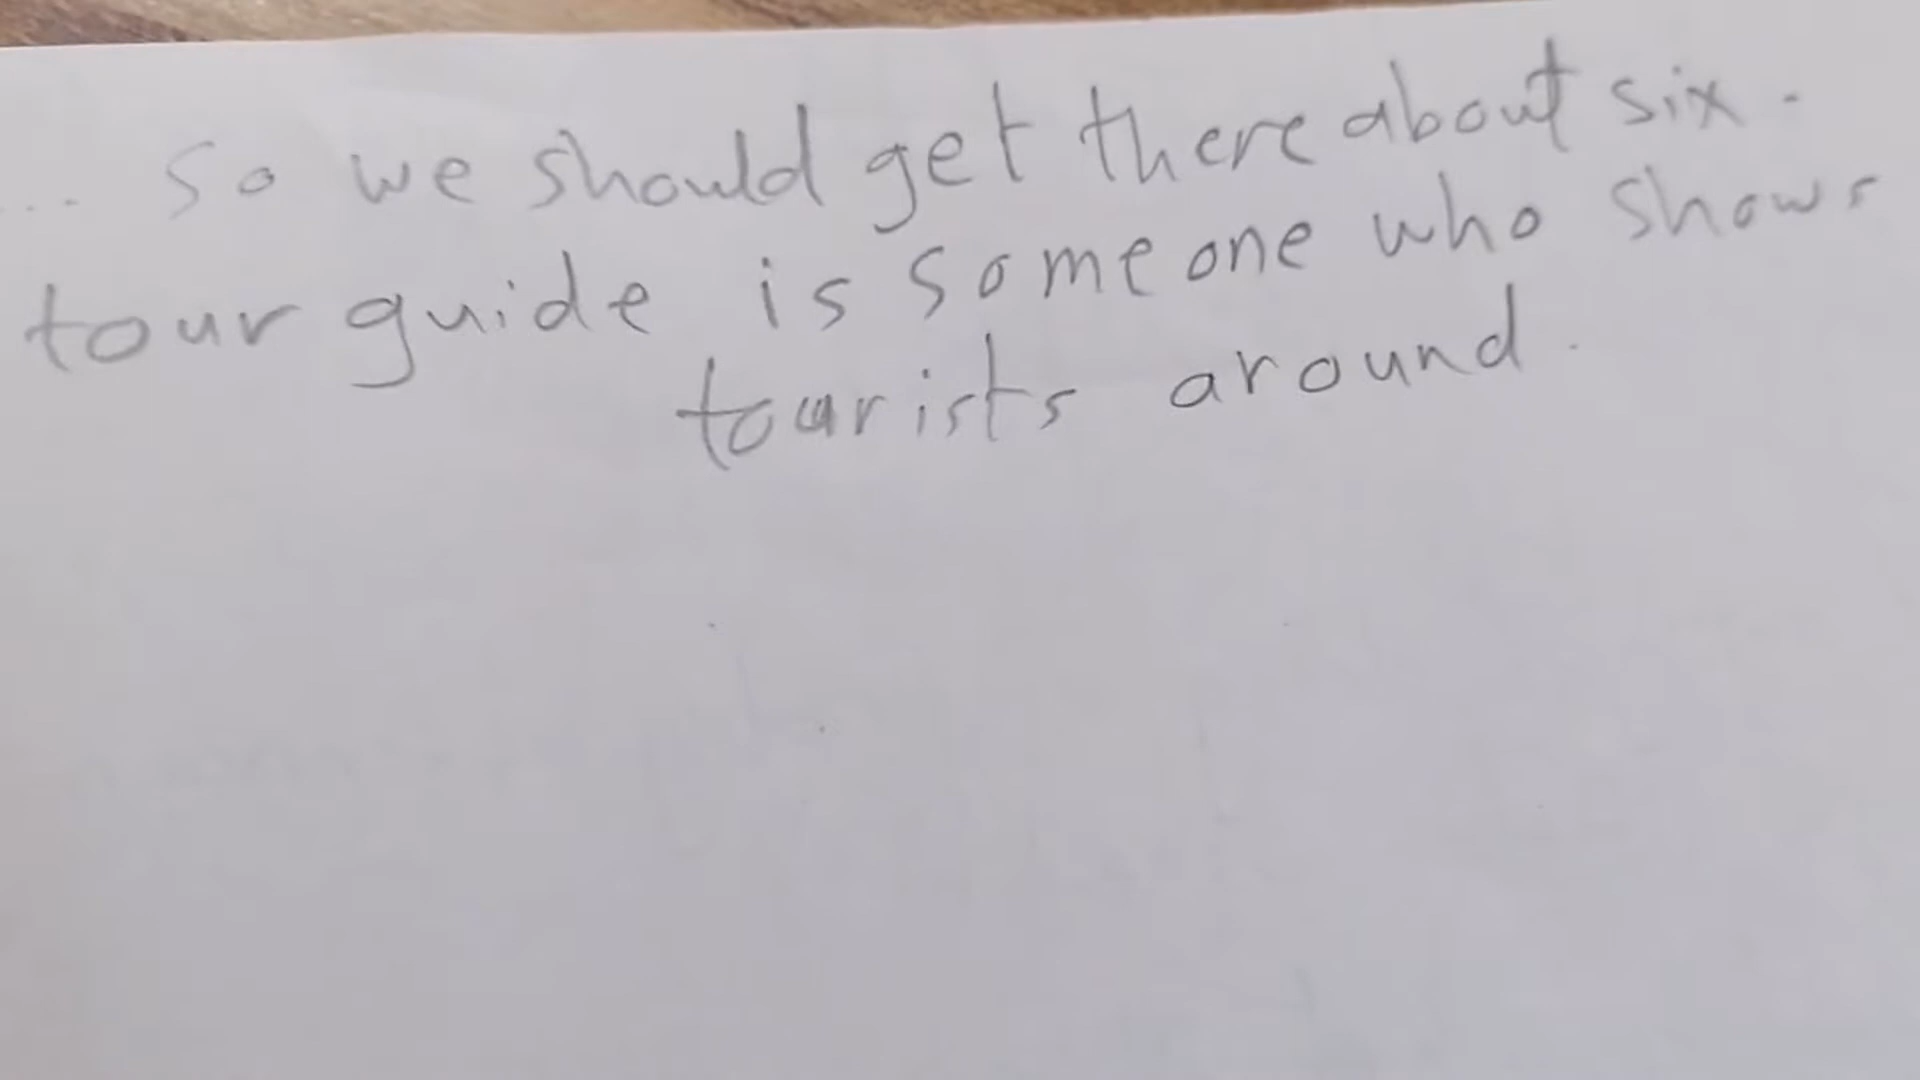 ... So we should get there about six.
tour guide is someone who shows
tourists around.